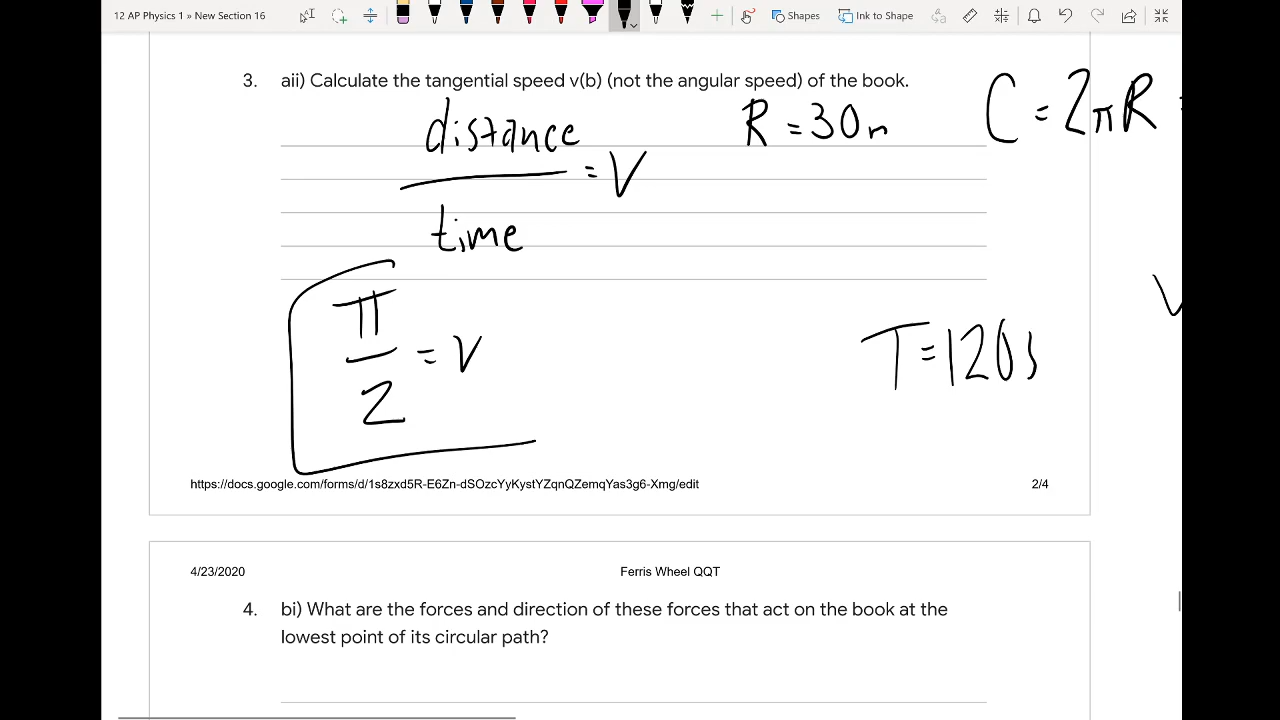 12 AP Physics 1 » New Section 16
Shapes
Ink to Shape
3. aii) Calculate the tangential speed v(b) (not the angular speed) of the book.
distance
= V
time
R = 30m
C = 2πR =
π
2
= V
T = 120s
V
https://docs.google.com/forms/d/1s8zxd5R-E6Zn-dSOzcYyKystYZqnQZemqYas3g6-Xmg/edit
2/4
4/23/2020
Ferris Wheel QQT
4. bi) What are the forces and direction of these forces that act on the book at the
lowest point of its circular path?